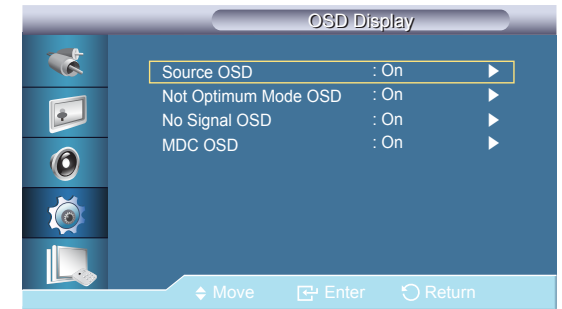 OSD Display
Source OSD : On
Not Optimum Mode OSD : On
No Signal OSD : On
MDC OSD : On
Move Enter Return